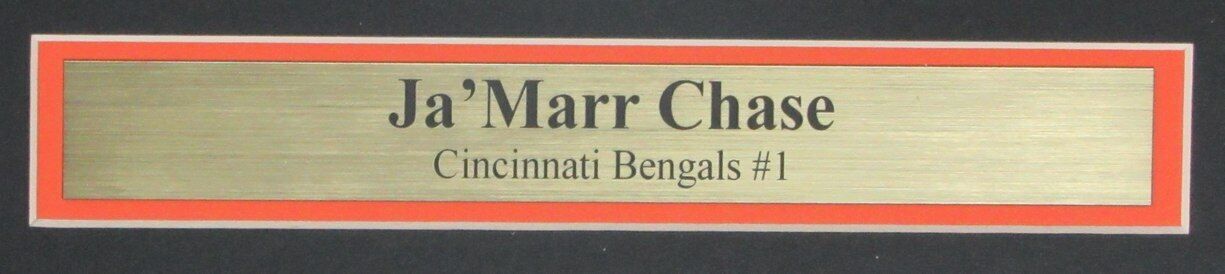 Ja’Marr Chase
Cincinnati Bengals #1